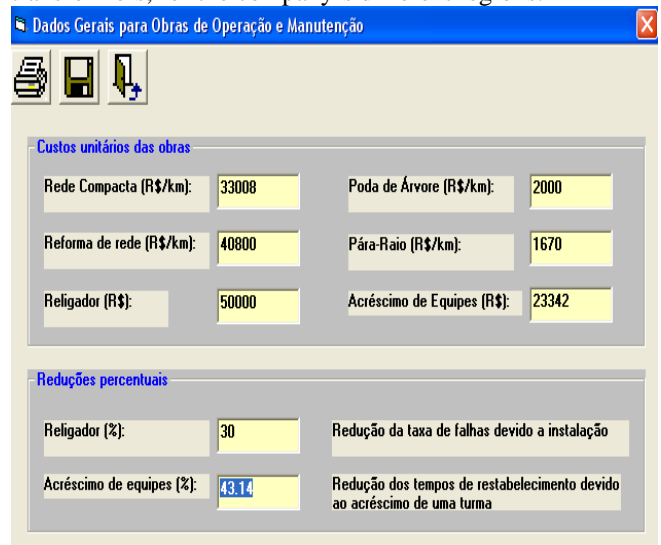 Dados Gerais para Obras de Operação e Manutenção
Custos unitários das obras
Rede Compacta (R$/km): 33008 Poda de Árvore (R$/km): 2000
Reforma de rede (R$/km): 40800 Pára-Raio (R$/km): 1670
Religador (R$): 50000 Acréscimo de Equipes (R$): 23342
Reduções percentuais
Religador (%): 30 Redução da taxa de falhas devido a instalação
Acréscimo de equipes (%): 43.14 Redução dos tempos de restabelecimento devido
ao acréscimo de uma turma